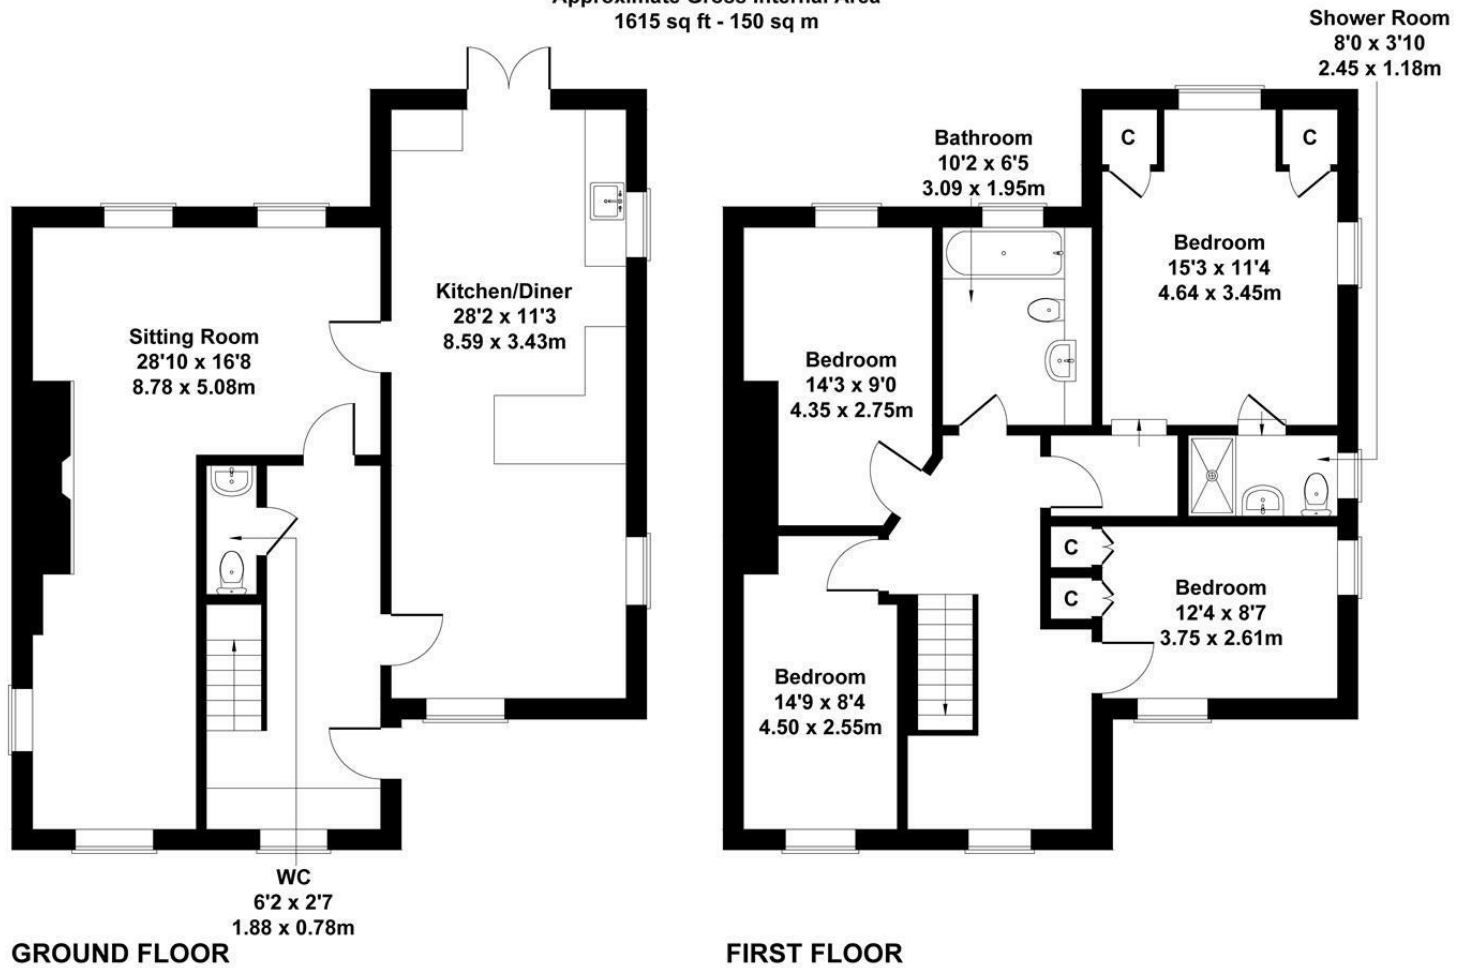 Approximate Gross Internal Area
1615 sq ft - 150 sq m
Shower Room
8'0 x 3'10
2.45 x 1.18m
Kitchen/Diner
28'2 x 11'3
8.59 x 3.43m
Sitting Room
28'10 x 16'8
8.78 x 5.08m
WC
6'2 x 2'7
1.88 x 0.78m
GROUND FLOOR
Bathroom
10'2 x 6'5
3.09 x 1.95m
C
C
Bedroom
15'3 x 11'4
4.64 x 3.45m
Bedroom
14'3 x 9'0
4.35 x 2.75m
C
C
Bedroom
12'4 x 8'7
3.75 x 2.61m
Bedroom
14'9 x 8'4
4.50 x 2.55m
FIRST FLOOR